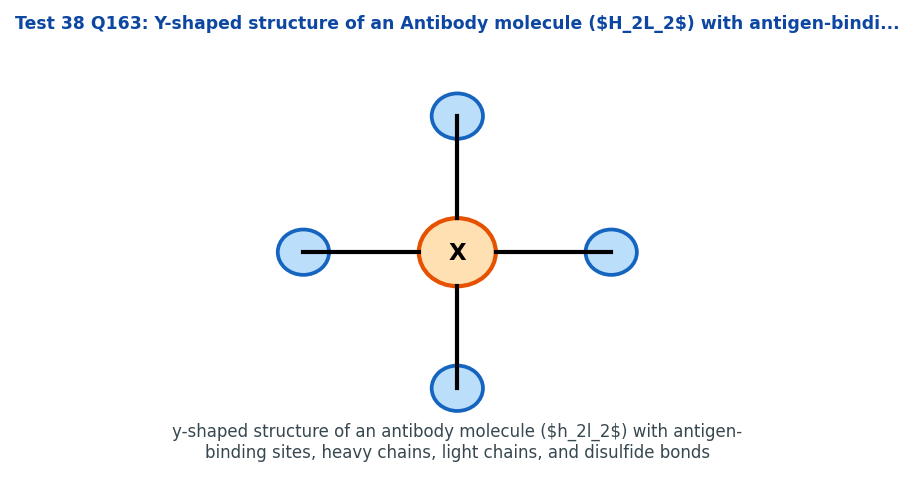 Test 38 Q163: Y-shaped structure of an Antibody molecule ($H_2L_2$) with antigen-bindi...
X
y-shaped structure of an antibody molecule ($h_2l_2$) with antigen-
binding sites, heavy chains, light chains, and disulfide bonds